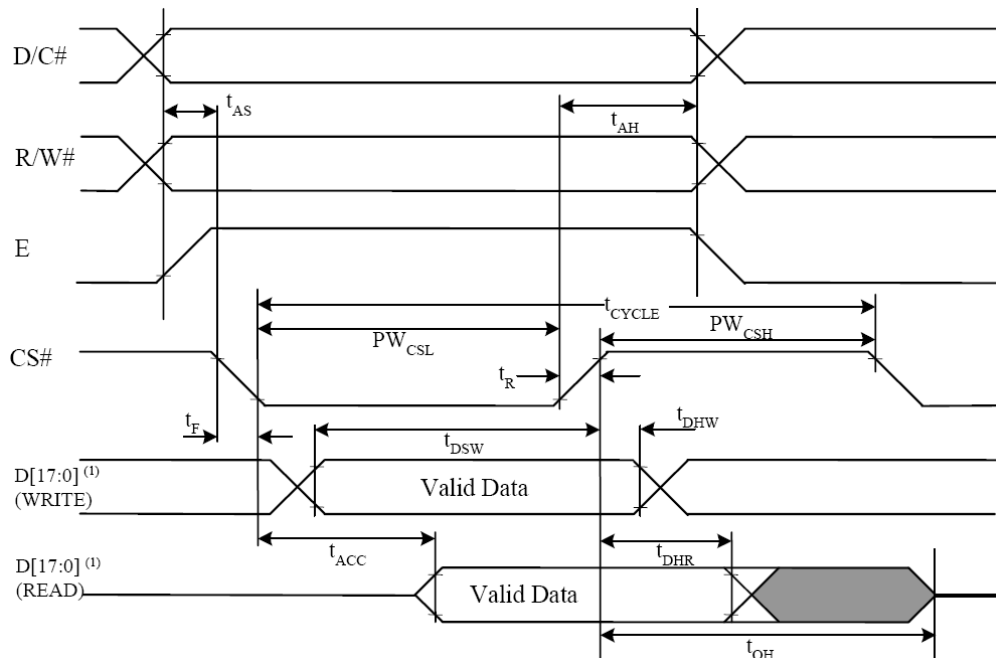 D/C#
t_AS
t_AH
R/W#
E
t_CYCLE
PW_CSL
PW_CSH
CS#
t_R
t_F
t_DSW
t_DHW
D[17:0] (1)
(WRITE)
Valid Data
t_ACC
t_DHR
D[17:0] (1)
(READ)
Valid Data
t_OH